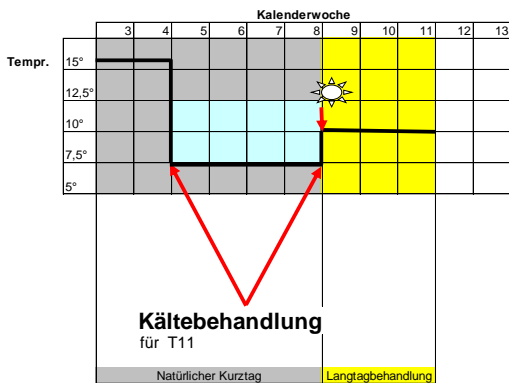 Kalenderwoche
3 4 5 6 7 8 9 10 11 12 13
Tempr.
15°
12,5°
10°
7,5°
5°
Kältebehandlung
für T11
Natürlicher Kurztag
Langtagbehandlung